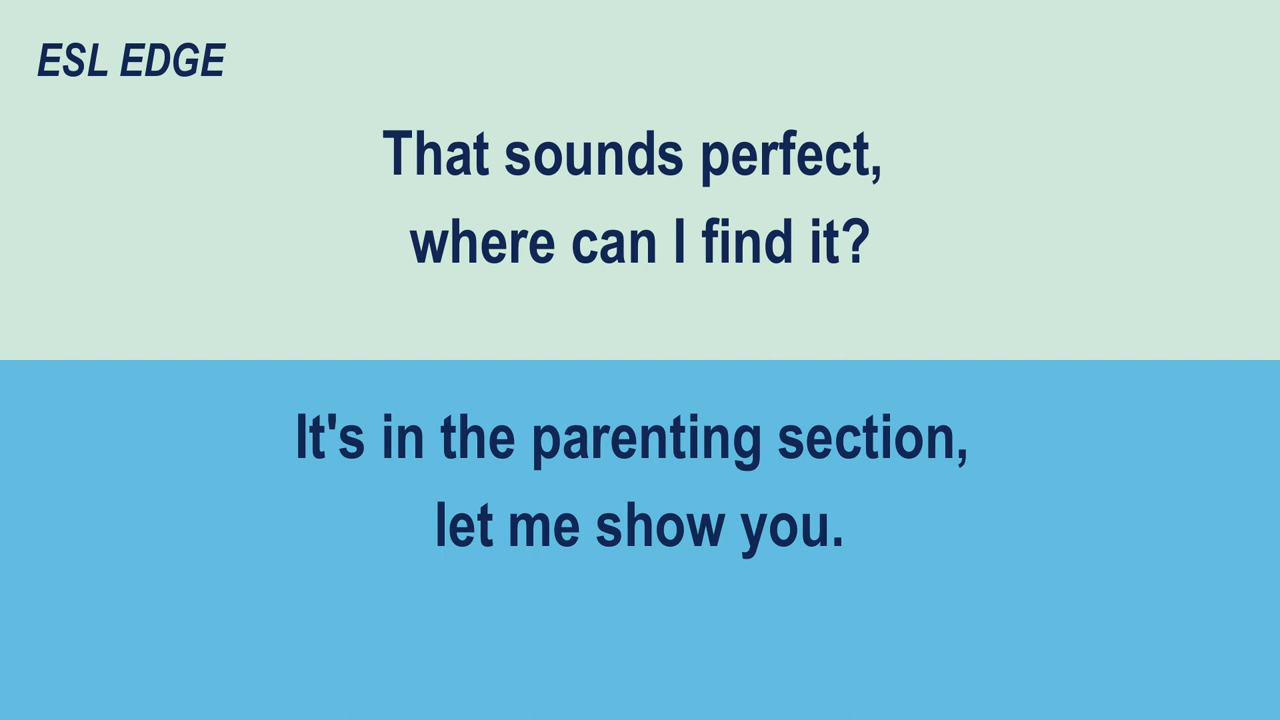 ESL EDGE
That sounds perfect,
where can I find it?
It's in the parenting section,
let me show you.